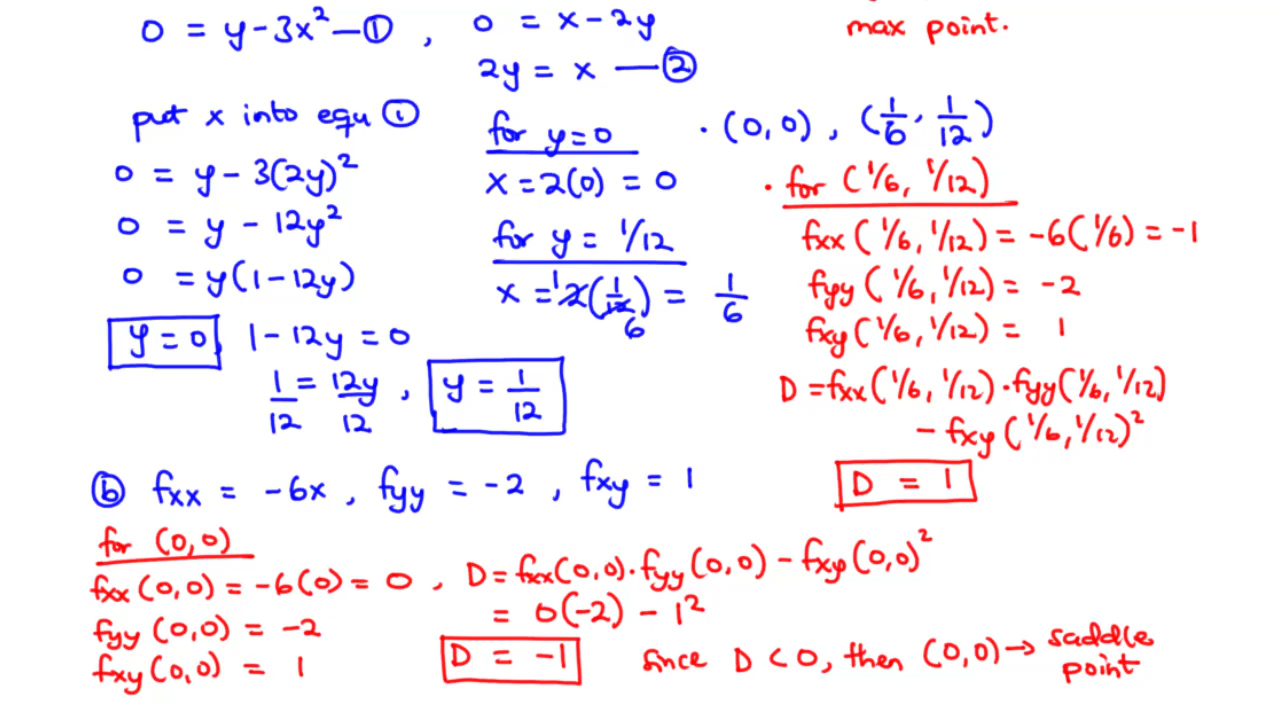 0 = y - 3x² — ① , 0 = x - 2y
2y = x — ②
put x into equ ①
0 = y - 3(2y)²
0 = y - 12y²
0 = y(1 - 12y)
y = 0, 1 - 12y = 0
1/12 = 12y/12 , y = 1/12
for y = 0
x = 2(0) = 0
for y = 1/12
x = ¹2(1/12 6) = 1/6
max point.
· (0,0) , (1/6, 1/12)
· for (1/6, 1/12)
fxx (1/6, 1/12) = -6(1/6) = -1
fyy (1/6, 1/12) = -2
fxy (1/6, 1/12) = 1
D = fxx(1/6, 1/12) · fyy(1/6, 1/12)
- fxy (1/6, 1/12)²
D = 1
ⓑ fxx = -6x , fyy = -2 , fxy = 1
for (0,0)
fxx (0,0) = -6(0) = 0 ,
fyy (0,0) = -2
fxy (0,0) = 1
D = fxx(0,0) · fyy (0,0) - fxy (0,0)²
= 0(-2) - 1²
D = -1
since D < 0, then (0,0) → saddle
point